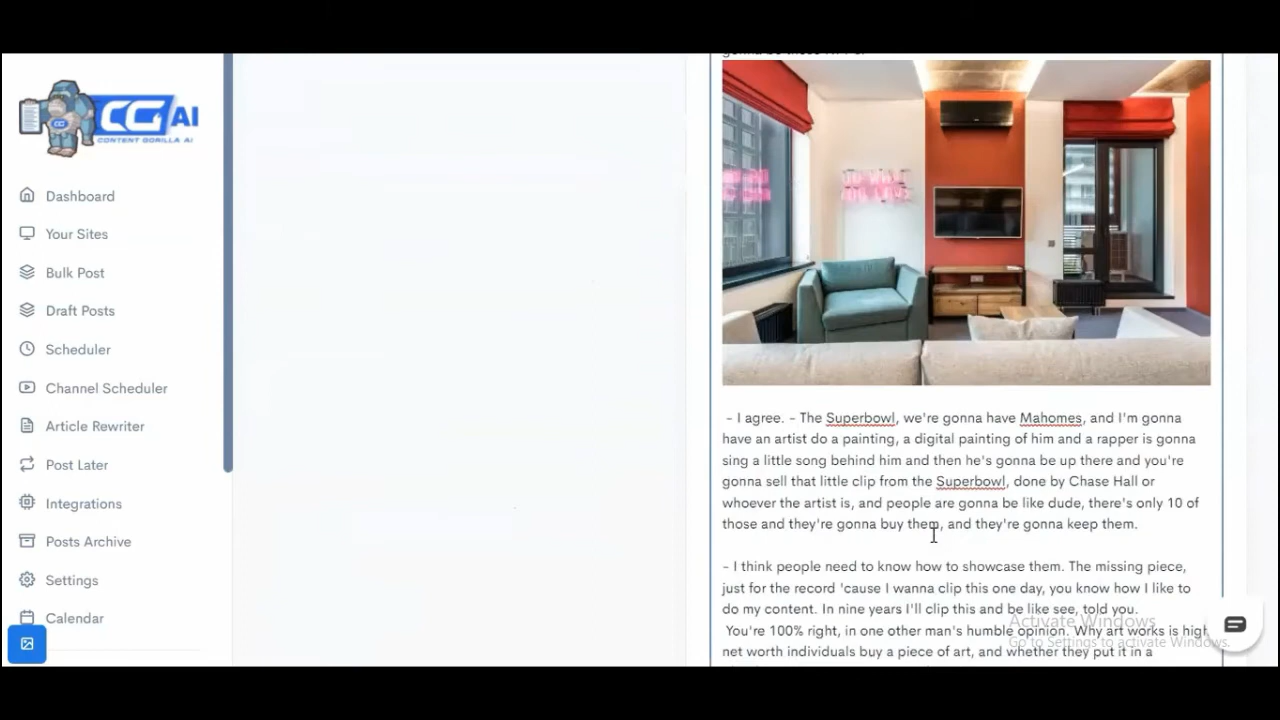 CG AI
CONTENT GORILLA AI
Dashboard
Your Sites
Bulk Post
Draft Posts
Scheduler
Channel Scheduler
Article Rewriter
Post Later
Integrations
Posts Archive
Settings
Calendar
- I agree. - The Superbowl, we're gonna have Mahomes, and I'm gonna
have an artist do a painting, a digital painting of him and a rapper is gonna
sing a little song behind him and then he's gonna be up there and you're
gonna sell that little clip from the Superbowl, done by Chase Hall or
whoever the artist is, and people are gonna be like dude, there's only 10 of
those and they're gonna buy them, and they're gonna keep them.
- I think people need to know how to showcase them. The missing piece,
just for the record 'cause I wanna clip this one day, you know how I like to
do my content. In nine years I'll clip this and be like see, told you.
You're 100% right, in one other man's humble opinion. Why art works is high
net worth individuals buy a piece of art, and whether they put it in a
Activate Windows
Go to Settings to activate Windows.